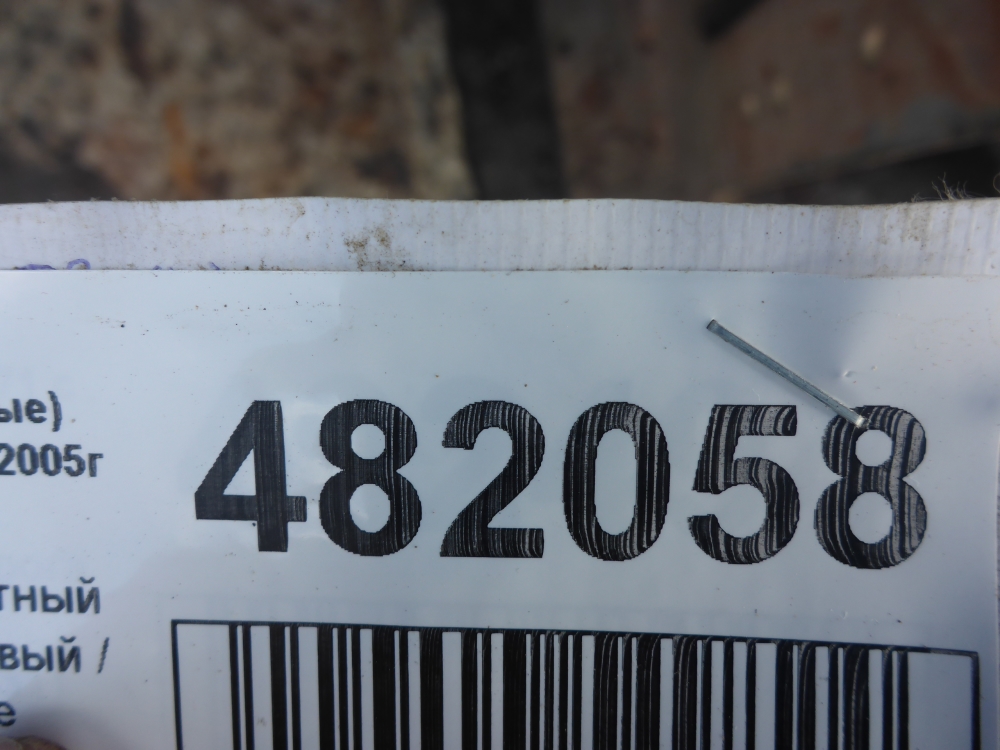 ые)
2005г
482058
тный
вый /
е